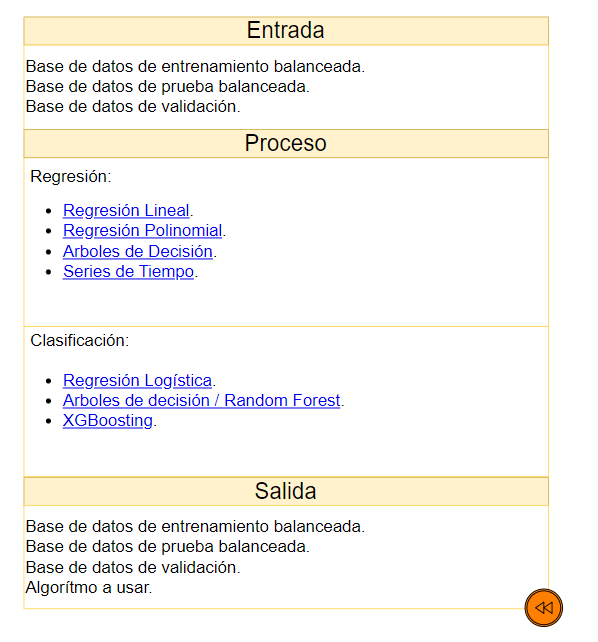 Entrada
Base de datos de entrenamiento balanceada.
Base de datos de prueba balanceada.
Base de datos de validación.
Proceso
Regresión:
• Regresión Lineal.
• Regresión Polinomial.
• Arboles de Decisión.
• Series de Tiempo.
Clasificación:
• Regresión Logística.
• Arboles de decisión / Random Forest.
• XGBoosting.
Salida
Base de datos de entrenamiento balanceada.
Base de datos de prueba balanceada.
Base de datos de validación.
Algorítmo a usar.